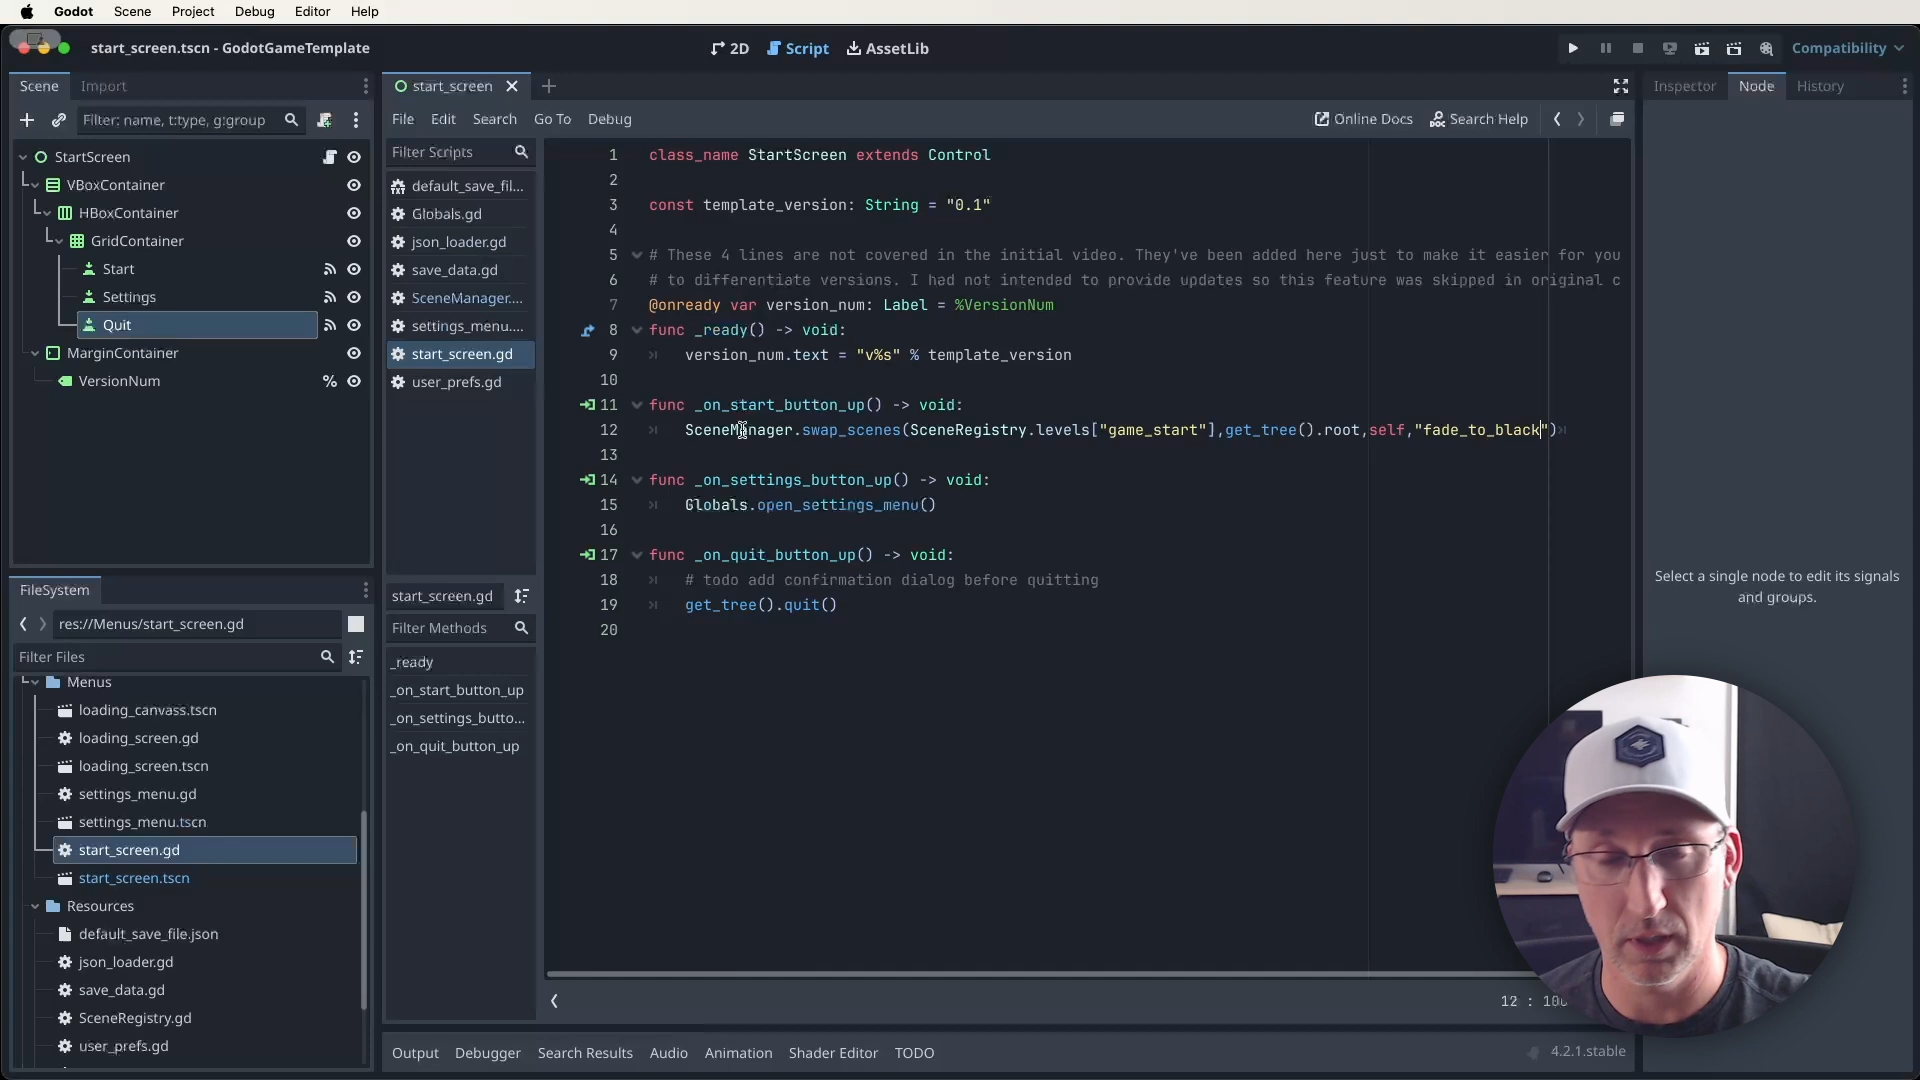 Godot Scene Project Debug Editor Help
start_screen.tscn - GodotGameTemplate
2D Script AssetLib
Compatibility
Scene Import
Filter: name, t:type, g:group
StartScreen
VBoxContainer
HBoxContainer
GridContainer
Start
Settings
Quit
MarginContainer
VersionNum
FileSystem
res://Menus/start_screen.gd
Filter Files
Menus
loading_canvass.tscn
loading_screen.gd
loading_screen.tscn
settings_menu.gd
settings_menu.tscn
start_screen.gd
start_screen.tscn
Resources
default_save_file.json
json_loader.gd
save_data.gd
SceneRegistry.gd
user_prefs.gd
start_screen
File Edit Search Go To Debug
Online Docs Search Help
Filter Scripts
default_save_fil...
Globals.gd
json_loader.gd
save_data.gd
SceneManager....
settings_menu....
start_screen.gd
user_prefs.gd
start_screen.gd
Filter Methods
_ready
_on_start_button_up
_on_settings_butto...
_on_quit_button_up
1 class_name StartScreen extends Control
2
3 const template_version: String = "0.1"
4
5 # These 4 lines are not covered in the initial video. They've been added here just to make it easier for you
6 # to differentiate versions. I had not intended to provide updates so this feature was skipped in original c
7 @onready var version_num: Label = %VersionNum
8 func _ready() -> void:
9 version_num.text = "v%s" % template_version
10
11 func _on_start_button_up() -> void:
12 SceneManager.swap_scenes(SceneRegistry.levels["game_start"],get_tree().root,self,"fade_to_black")
13
14 func _on_settings_button_up() -> void:
15 Globals.open_settings_menu()
16
17 func _on_quit_button_up() -> void:
18 # todo add confirmation dialog before quitting
19 get_tree().quit()
20
12 :
Output Debugger Search Results Audio Animation Shader Editor TODO
4.2.1.stable
Inspector Node History
Select a single node to edit its signals
and groups.